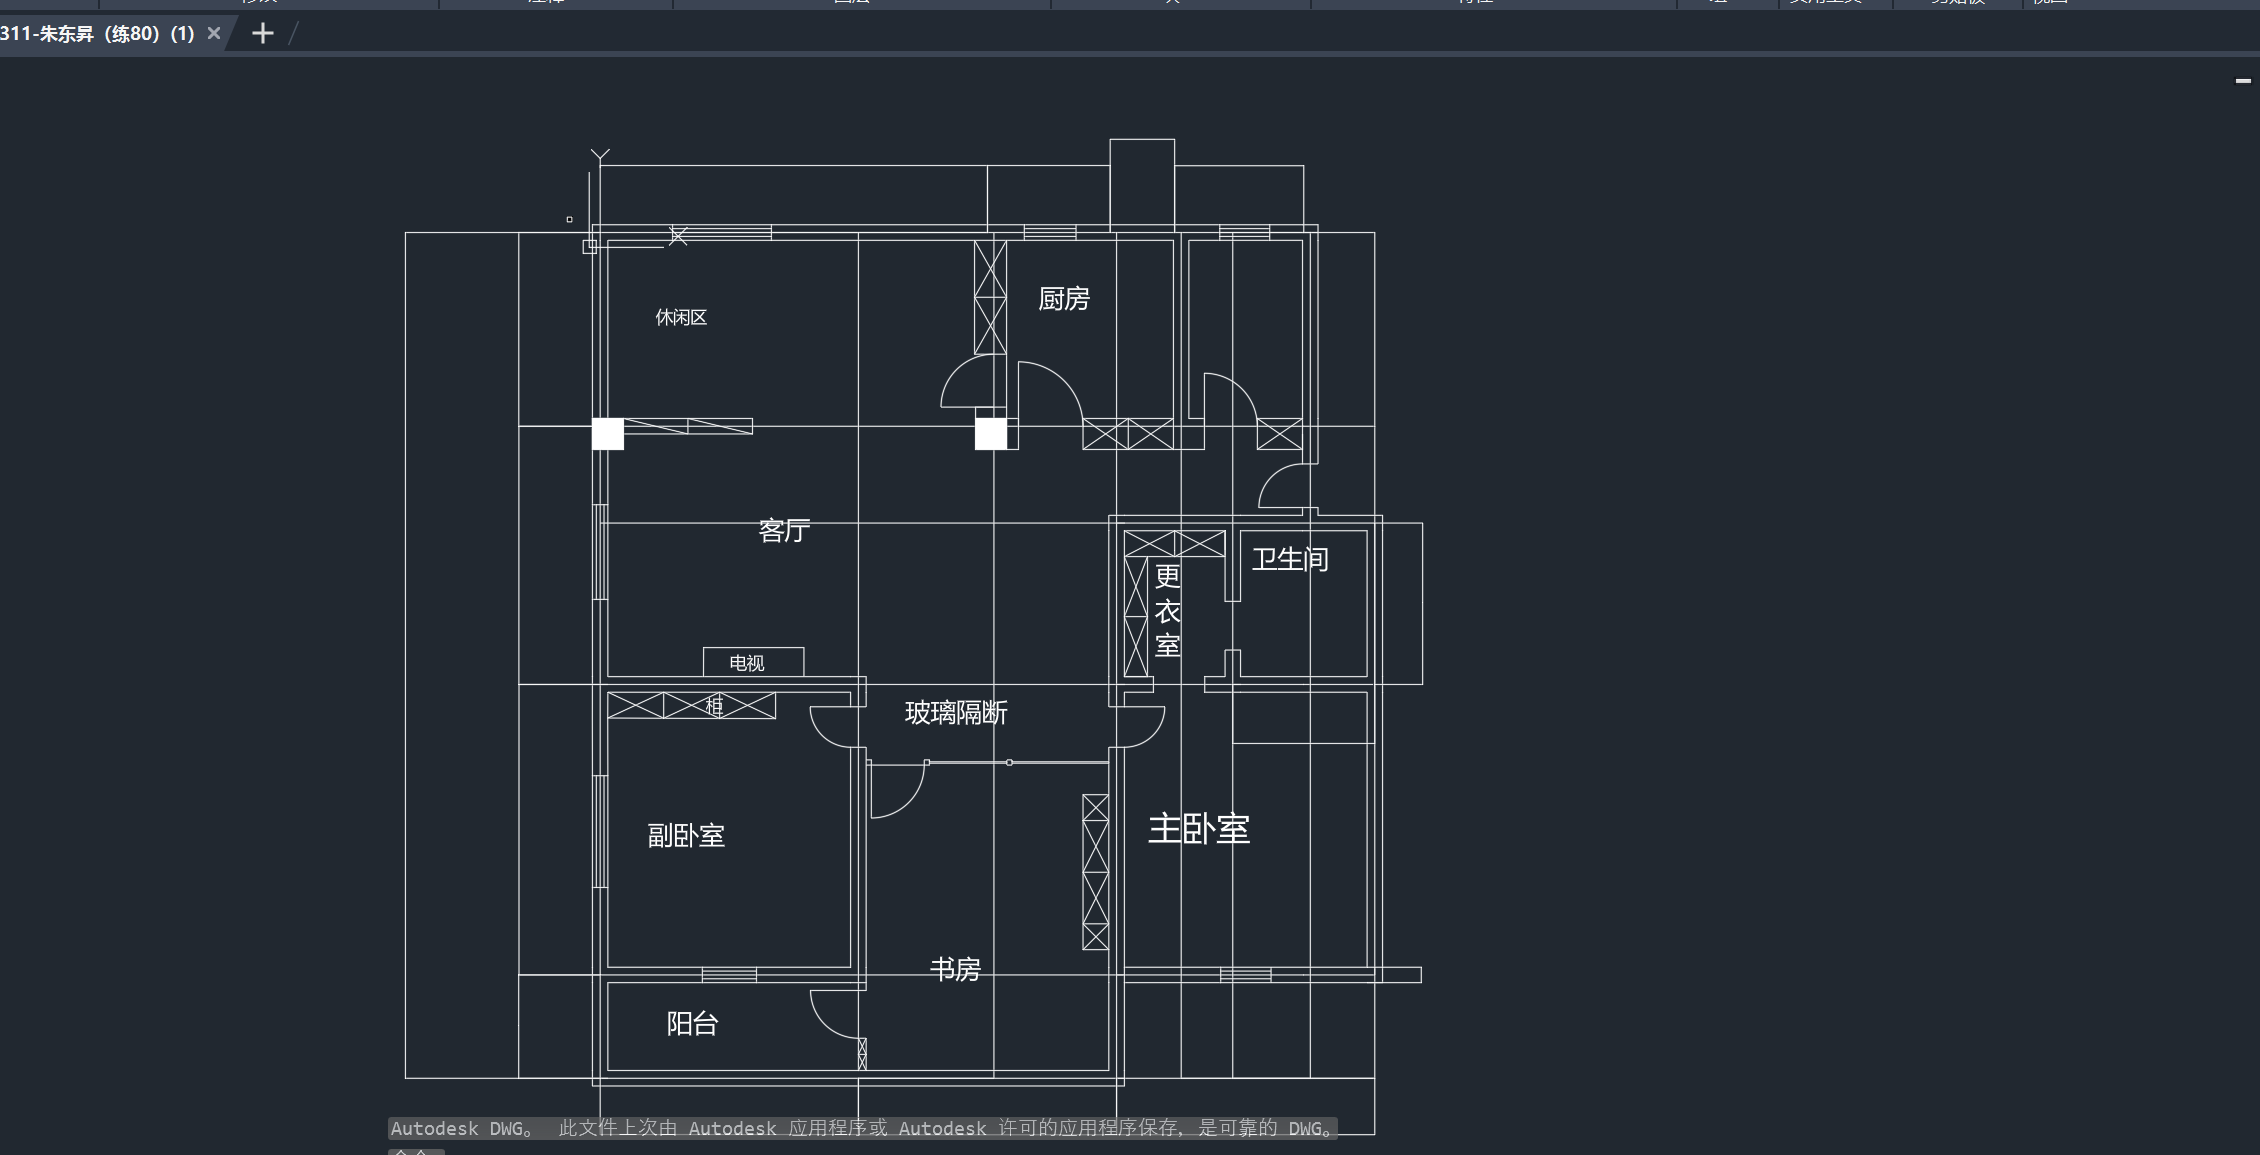 311-朱东昇（练80）(1)
厨房
休闲区
客厅
卫生间
更
衣
室
电视
柜
玻璃隔断
副卧室
主卧室
书房
阳台
Autodesk DWG。 此文件上次由 Autodesk 应用程序或 Autodesk 许可的应用程序保存，是可靠的 DWG。